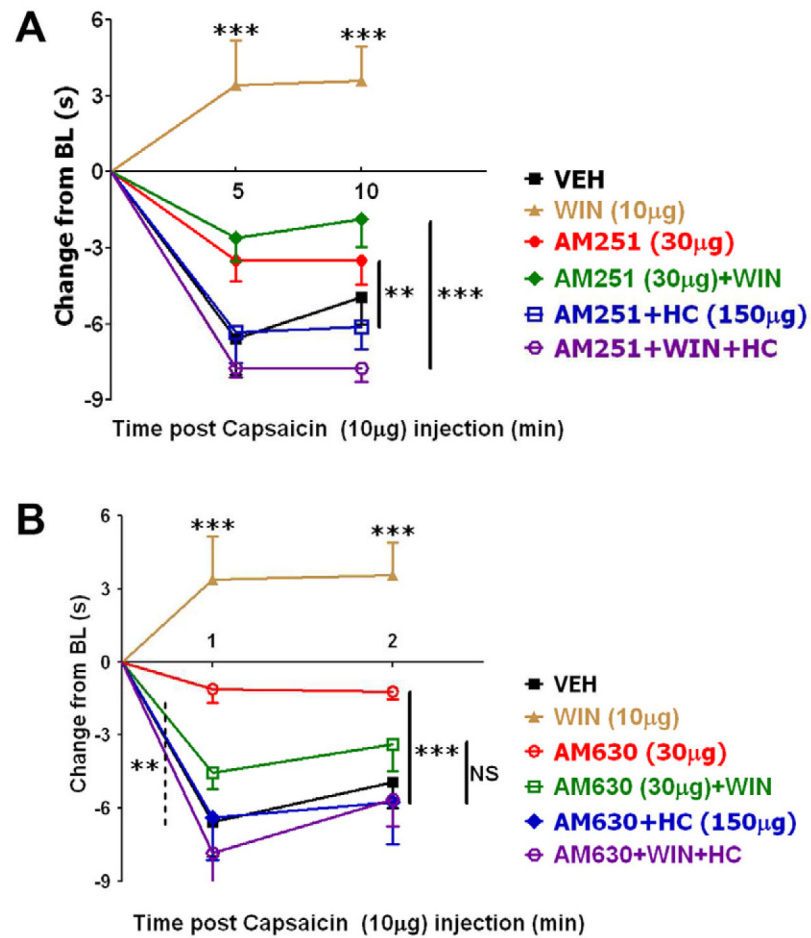 A
6
3
0
-3
-6
-9
Change from BL (s)
*** ***
5 10
**
***
VEH
WIN (10µg)
AM251 (30µg)
AM251 (30µg)+WIN
AM251+HC (150µg)
AM251+WIN+HC
Time post Capsaicin (10µg) injection (min)
B
6
3
0
-3
-6
-9
Change from BL (s)
*** ***
1 2
**
***
NS
VEH
WIN (10µg)
AM630 (30µg)
AM630 (30µg)+WIN
AM630+HC (150µg)
AM630+WIN+HC
Time post Capsaicin (10µg) injection (min)